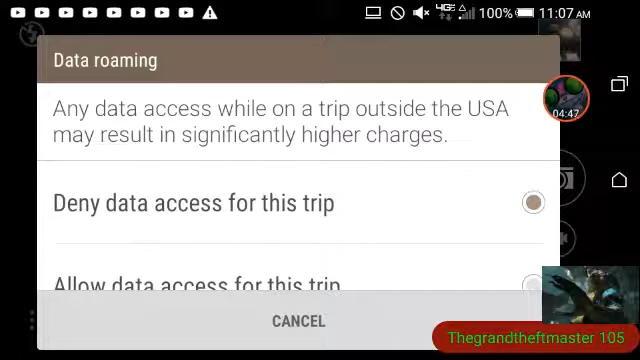 100% 11:07 AM
Data roaming
Any data access while on a trip outside the USA
may result in significantly higher charges.
04:47
Deny data access for this trip
Allow data access for this trip
CANCEL
Thegrandtheftmaster 105